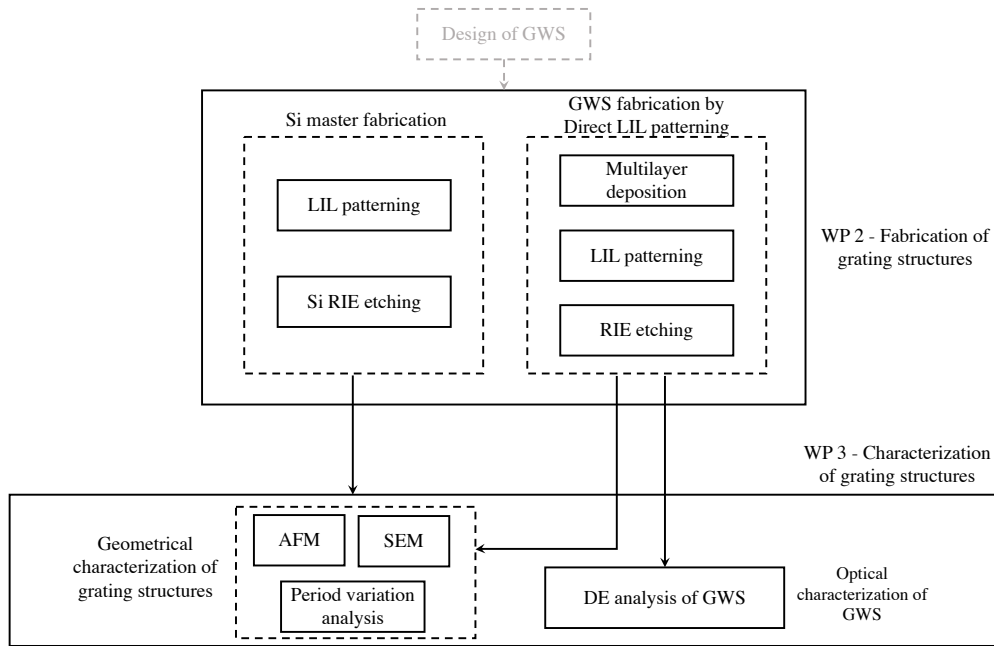 Design of GWS
Si master fabrication
GWS fabrication by
Direct LIL patterning
LIL patterning
Si RIE etching
Multilayer
deposition
LIL patterning
RIE etching
WP 2 - Fabrication of
grating structures
WP 3 - Characterization
of grating structures
Geometrical
characterization of
grating structures
AFM
SEM
Period variation
analysis
DE analysis of GWS
Optical
characterization of
GWS